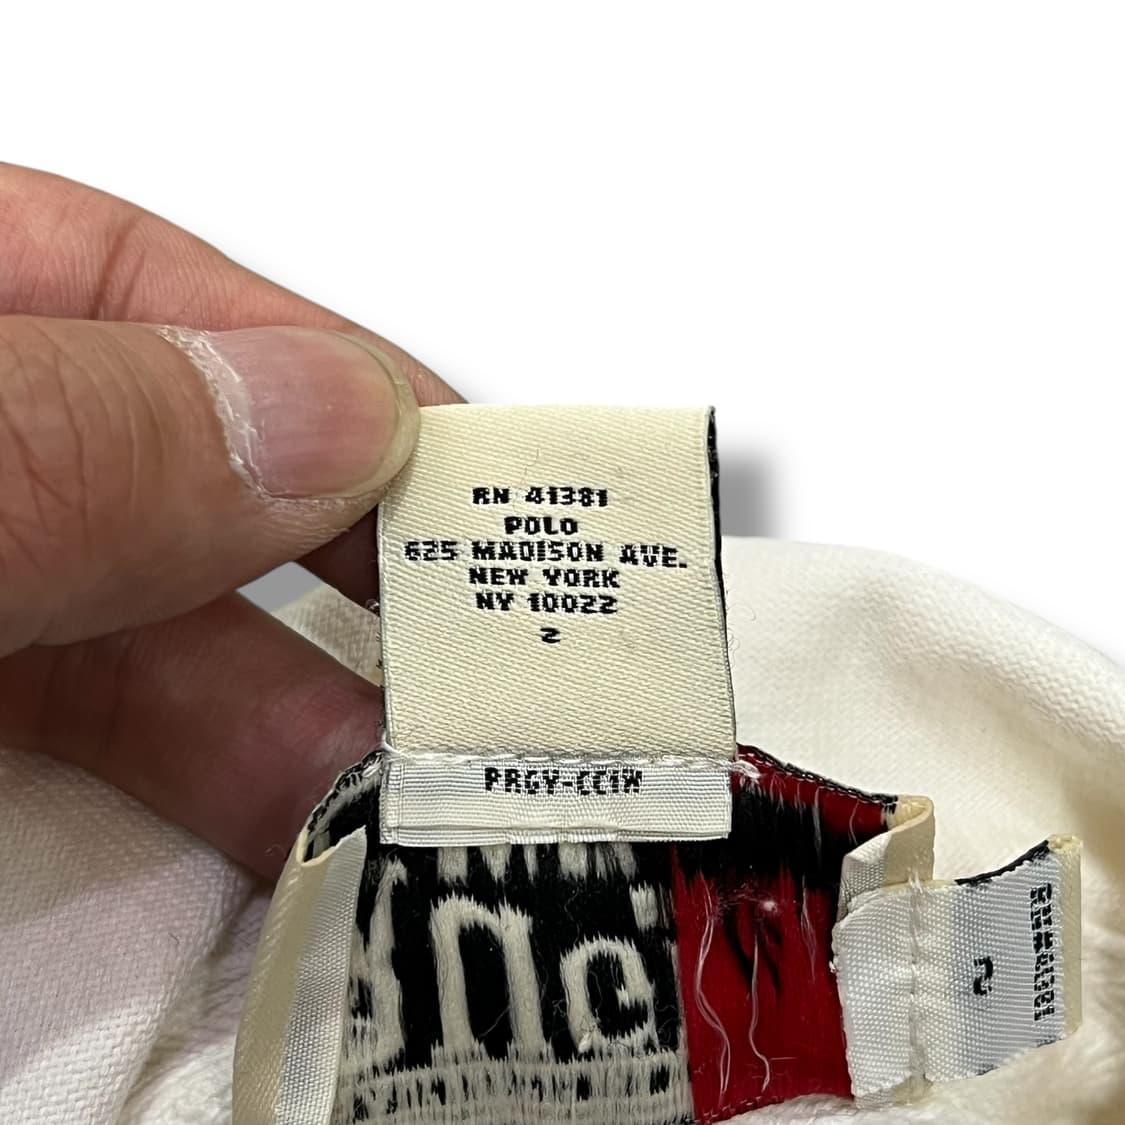 RN 41381
POLO
625 MADISON AVE.
NEW YORK
NY 10022
2
PRGY-CC1W
2